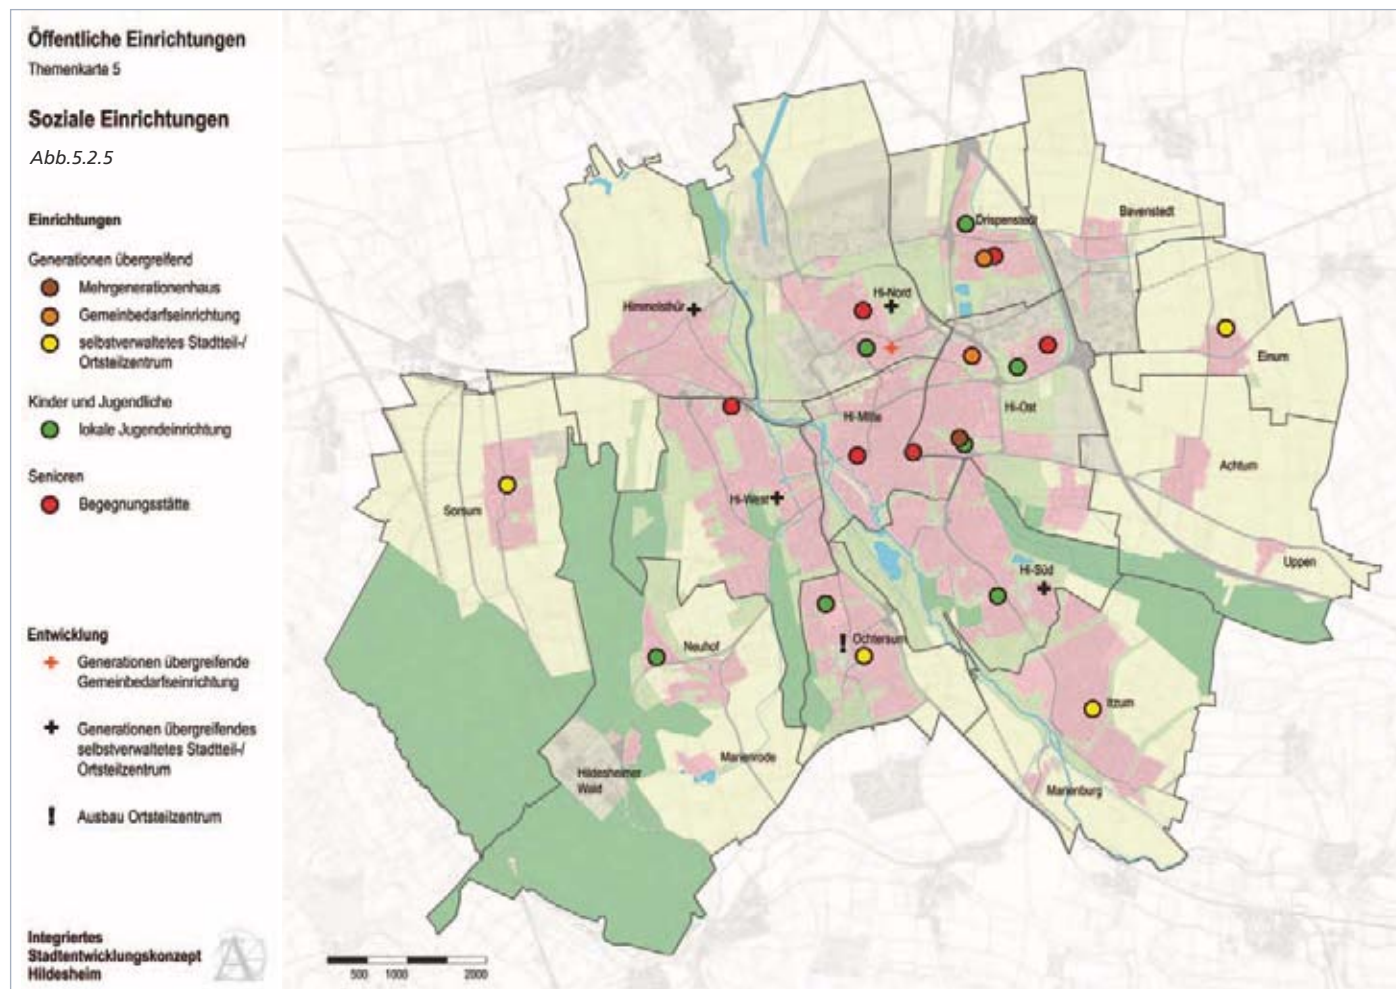 Öffentliche Einrichtungen
Themenkarte 5
Soziale Einrichtungen
Abb.5.2.5
Einrichtungen
Generationen übergreifend
Mehrgenerationenhaus
Gemeinbedarfseinrichtung
selbstverwaltetes Stadtteil-/
Ortsteilzentrum
Kinder und Jugendliche
lokale Jugendeinrichtung
Senioren
Begegnungsstätte
Entwicklung
Generationen übergreifende
Gemeinbedarfseinrichtung
Generationen übergreifendes
selbstverwaltetes Stadtteil-/
Ortsteilzentrum
! Ausbau Ortsteilzentrum
Integriertes
Stadtentwicklungskonzept
Hildesheim
Bavenstedt
Drispenstedt
Hi-Nord
Himmelsthür
Einum
Hi-Ost
Hi-Mitte
Achtum
Hi-West
Sorsum
Uppen
Hi-Süd
! Ochtersum
Neuhof
Itzum
Marienrode
Hildesheimer
Wald
Marienburg
500 1000 2000